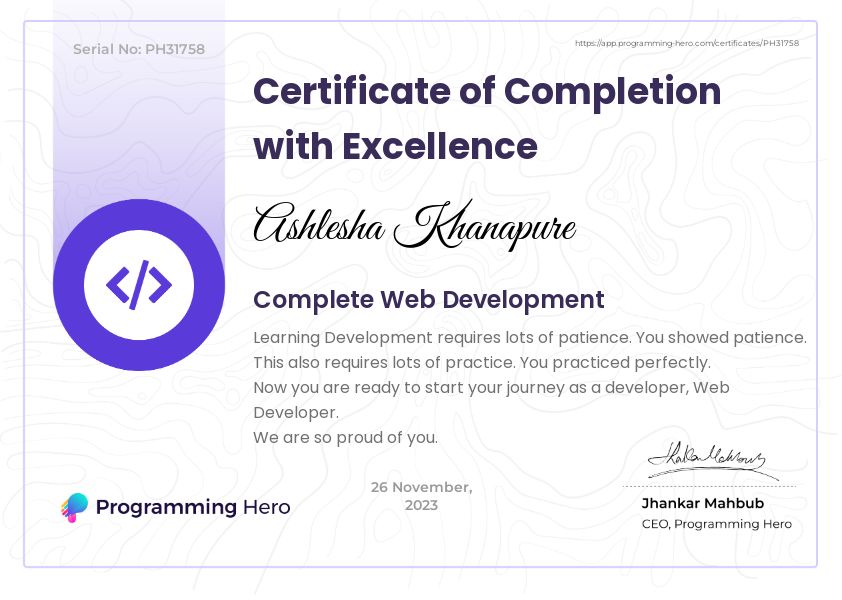 Serial No: PH31758
https://app.programming-hero.com/certificates/PH31758
Certificate of Completion
with Excellence
Ashlesha Khanapure
Complete Web Development
Learning Development requires lots of patience. You showed patience.
This also requires lots of practice. You practiced perfectly.
Now you are ready to start your journey as a developer, Web
Developer.
We are so proud of you.
26 November,
2023
Programming Hero
Jhankar Mahbub
CEO, Programming Hero